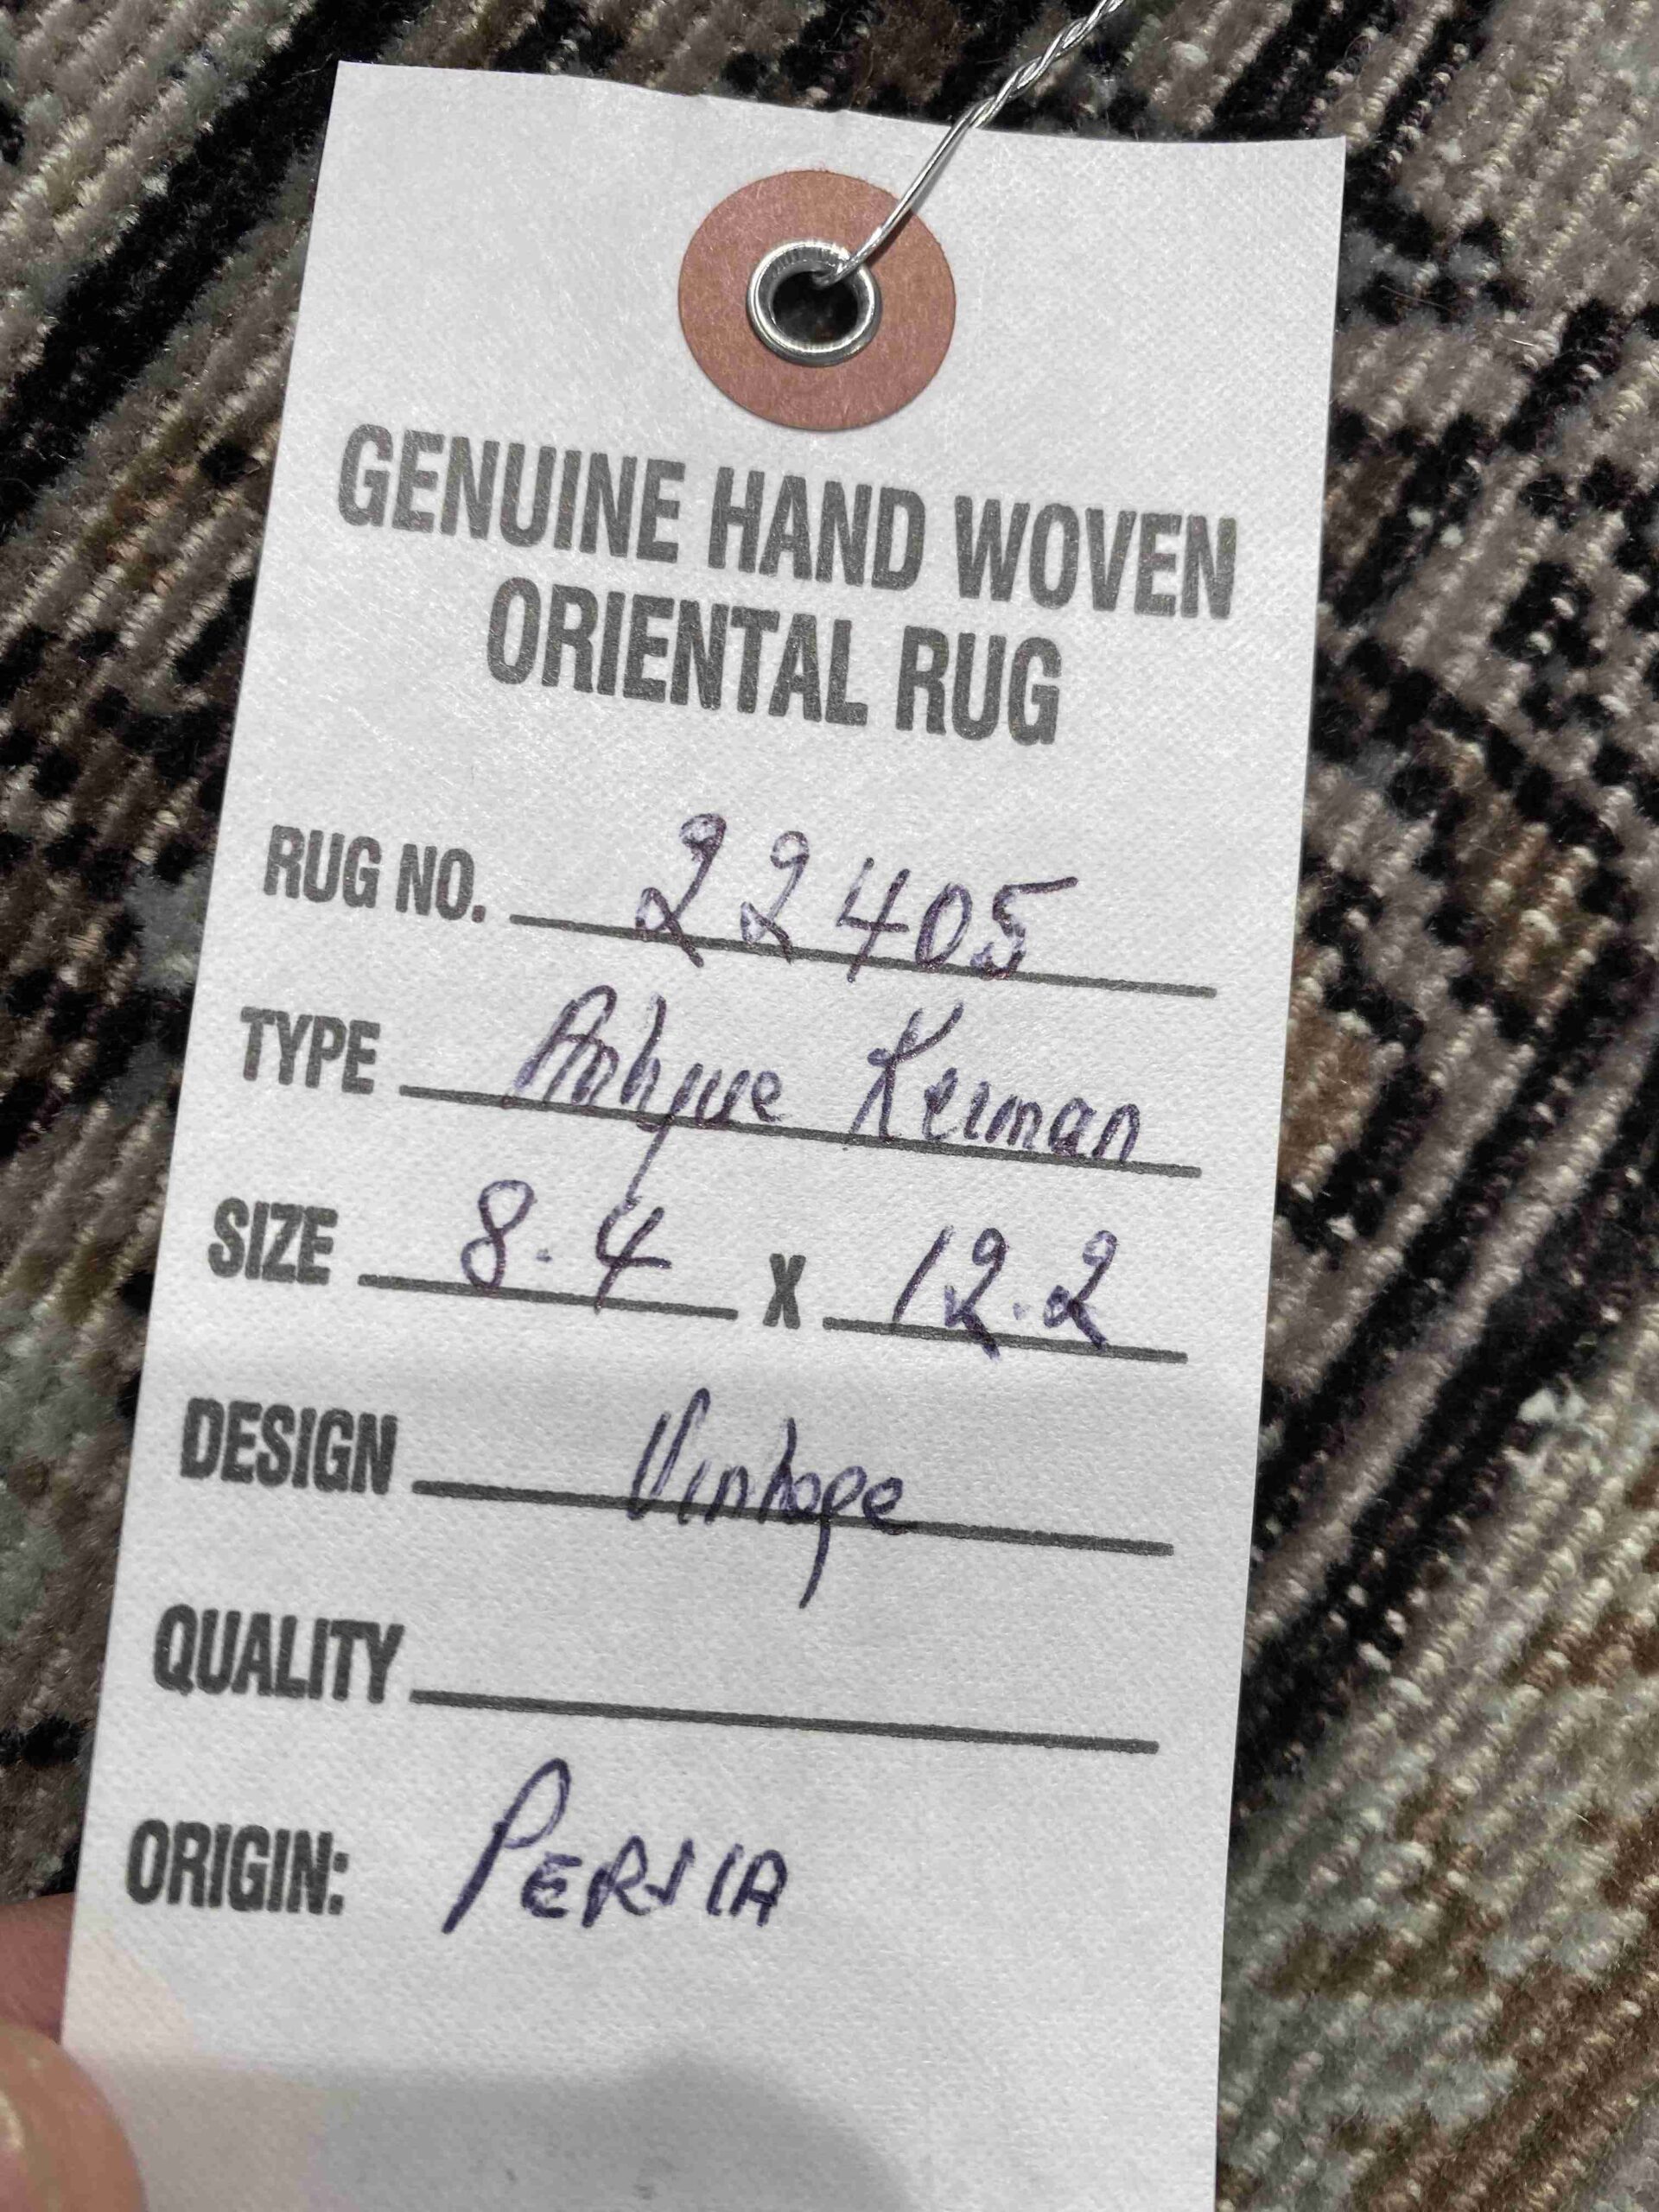 GENUINE HAND WOVEN
ORIENTAL RUG
RUG NO. 22405
TYPE Antique Kerman
SIZE 8.4 X 12.2
DESIGN Vintage
QUALITY
ORIGIN: PERSIA